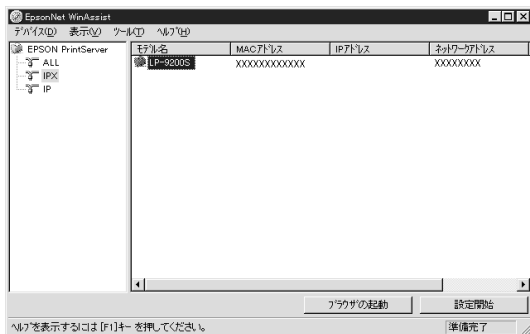 EpsonNet WinAssist
ﾃﾞﾊﾞｲｽ(D) 表示(V) ﾂｰﾙ(T) ﾍﾙﾌﾟ(H)
EPSON PrintServer
ALL
IPX
IP
ﾓﾃﾞﾙ名 MACｱﾄﾞﾚｽ IPｱﾄﾞﾚｽ ﾈｯﾄﾜｰｸｱﾄﾞﾚｽ
LP-9200S XXXXXXXXXXXX XXXXXXXX
ﾌﾞﾗｳｻﾞの起動 設定開始
ﾍﾙﾌﾟを表示するには [F1]ｷｰ を押してください。 準備完了